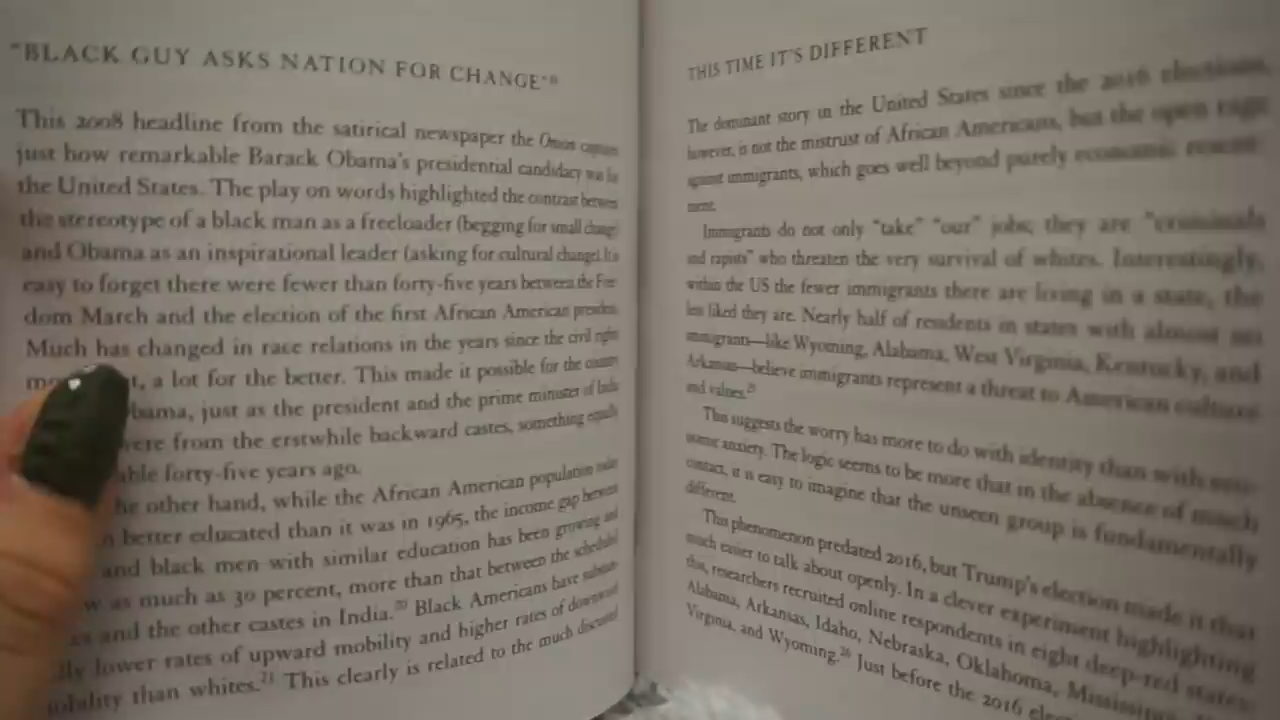 "BLACK GUY ASKS NATION FOR CHANGE"
This 2008 headline from the satirical newspaper the Onion
just how remarkable Barack Obama's presidential candidacy was
the United States. The play on words highlighted the contrast between
the stereotype of a black man as a freeloader (begging for small change)
and Obama as an inspirational leader (asking for cultural change). It is
easy to forget there were fewer than forty-five years between the Free-
dom March and the election of the first African American president.
Much has changed in race relations in the years since the civil rights
a lot for the better. This made it possible for the country
bama, just as the president and the prime minister of India
were from the erstwhile backward castes, something equally
able forty-five years ago.
he other hand, while the African American population
better educated than it was in 1965, the income gap between
and black men with similar education has been growing and
w as much as 30 percent, more than that between the scheduled
and the other castes in India.20 Black Americans have
lower rates of upward mobility and higher rates of downward
mobility than whites.21 This clearly is related to the much discussed
THIS TIME IT'S DIFFERENT
The dominant story in the United States since the 2016 elections,
however, is not the mistrust of African Americans, but the open rage
against immigrants, which goes well beyond purely economic resent-
ment.
Immigrants do not only "take" "our" jobs; they are "criminals
and rapists" who threaten the very survival of whites. Interestingly,
within the US the fewer immigrants there are living in a state, the
less liked they are. Nearly half of residents in states with almost no
immigrants—like Wyoming, Alabama, West Virginia, Kentucky, and
Arkansas—believe immigrants represent a threat to American culture
and values.25
This suggests the worry has more to do with identity than with eco-
nomic anxiety. The logic seems to be more that in the absence of much
contact, it is easy to imagine that the unseen group is fundamentally
different.
This phenomenon predated 2016, but Trump's election made it that
much easier to talk about openly. In a clever experiment highlighting
this, researchers recruited online respondents in eight deep-red states:
Alabama, Arkansas, Idaho, Nebraska, Oklahoma, Mississippi,
Virginia, and Wyoming.26 Just before the 2016